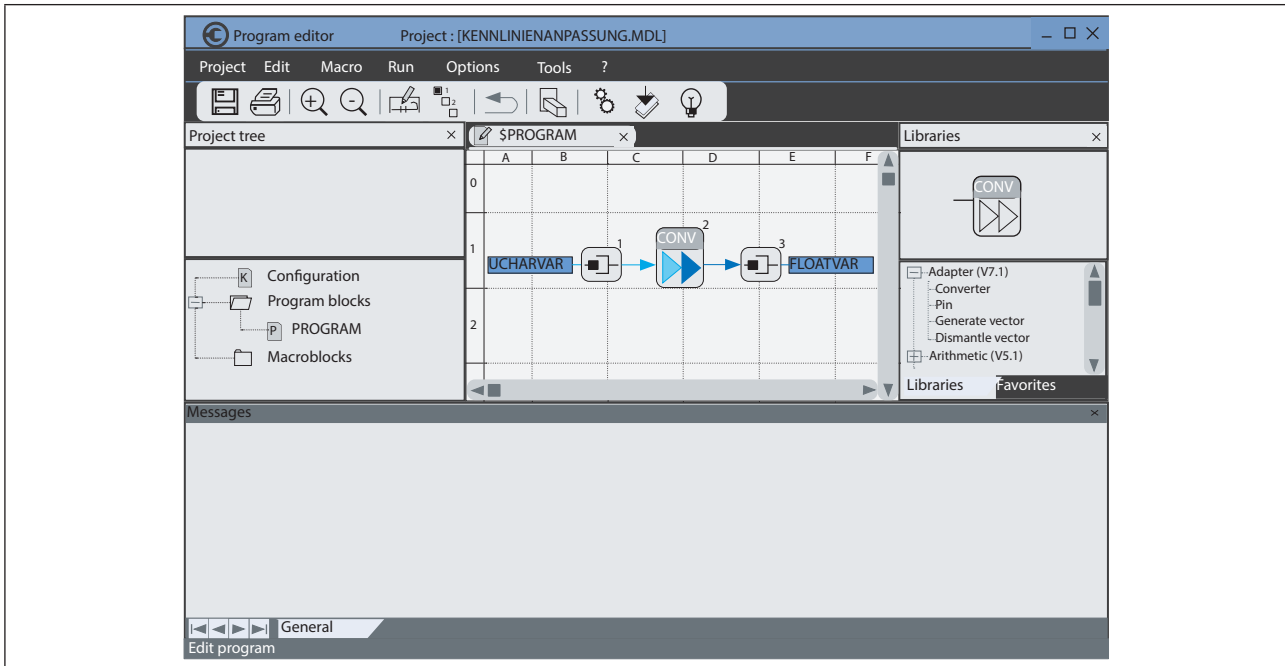 C Program editor Project : [KENNLINIENANPASSUNG.MDL]
Project Edit Macro Run Options Tools ?
1
2
Project tree ×
$PROGRAM ×
Libraries ×
A B C D E F
0
CONV
1
UCHARVAR 1 CONV 2 3 FLOATVAR
2
K Configuration
Program blocks
P PROGRAM
Macroblocks
Adapter (V7.1)
Converter
Pin
Generate vector
Dismantle vector
Arithmetic (V5.1)
Libraries Favorites
Messages ×
General
Edit program